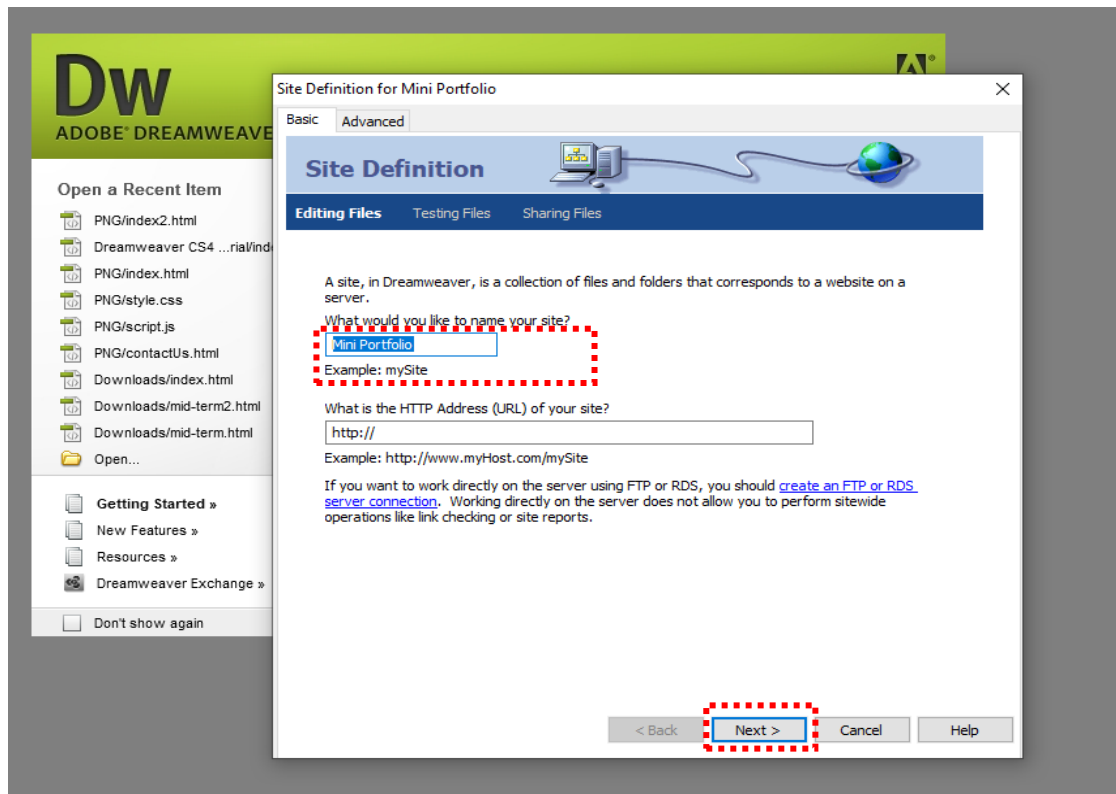 Dw
ADOBE® DREAMWEAVE
Open a Recent Item
PNG/index2.html
Dreamweaver CS4 ...rial/inde
PNG/index.html
PNG/style.css
PNG/script.js
PNG/contactUs.html
Downloads/index.html
Downloads/mid-term2.html
Downloads/mid-term.html
Open...
Getting Started »
New Features »
Resources »
Dreamweaver Exchange »
Don't show again
Site Definition for Mini Portfolio
Basic Advanced
Site Definition
Editing Files Testing Files Sharing Files
A site, in Dreamweaver, is a collection of files and folders that corresponds to a website on a
server.
What would you like to name your site?
Mini Portfolio
Example: mySite
What is the HTTP Address (URL) of your site?
http://
Example: http://www.myHost.com/mySite
If you want to work directly on the server using FTP or RDS, you should create an FTP or RDS
server connection. Working directly on the server does not allow you to perform sitewide
operations like link checking or site reports.
< Back Next > Cancel Help